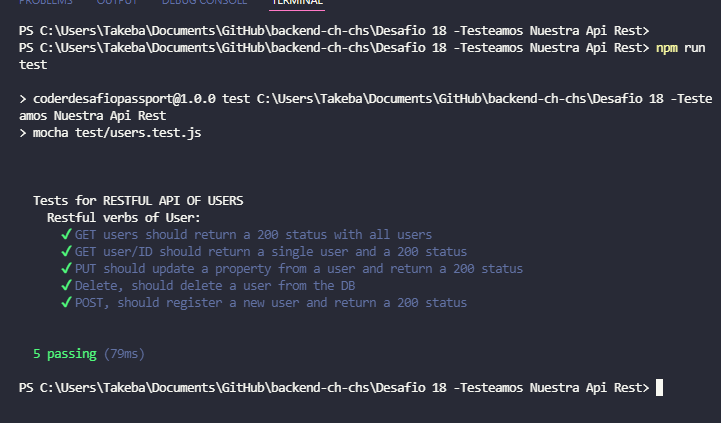 PROBLEMS OUTPUT DEBUG CONSOLE TERMINAL
PS C:\Users\Takeba\Documents\GitHub\backend-ch-chs\Desafio 18 -Testeamos Nuestra Api Rest>
PS C:\Users\Takeba\Documents\GitHub\backend-ch-chs\Desafio 18 -Testeamos Nuestra Api Rest> npm run
test
> coderdesafiopassport@1.0.0 test C:\Users\Takeba\Documents\GitHub\backend-ch-chs\Desafio 18 -Teste
amos Nuestra Api Rest
> mocha test/users.test.js
Tests for RESTFUL API OF USERS
Restful verbs of User:
✓ GET users should return a 200 status with all users
✓ GET user/ID should return a single user and a 200 status
✓ PUT should update a property from a user and return a 200 status
✓ Delete, should delete a user from the DB
✓ POST, should register a new user and return a 200 status
5 passing (79ms)
PS C:\Users\Takeba\Documents\GitHub\backend-ch-chs\Desafio 18 -Testeamos Nuestra Api Rest>